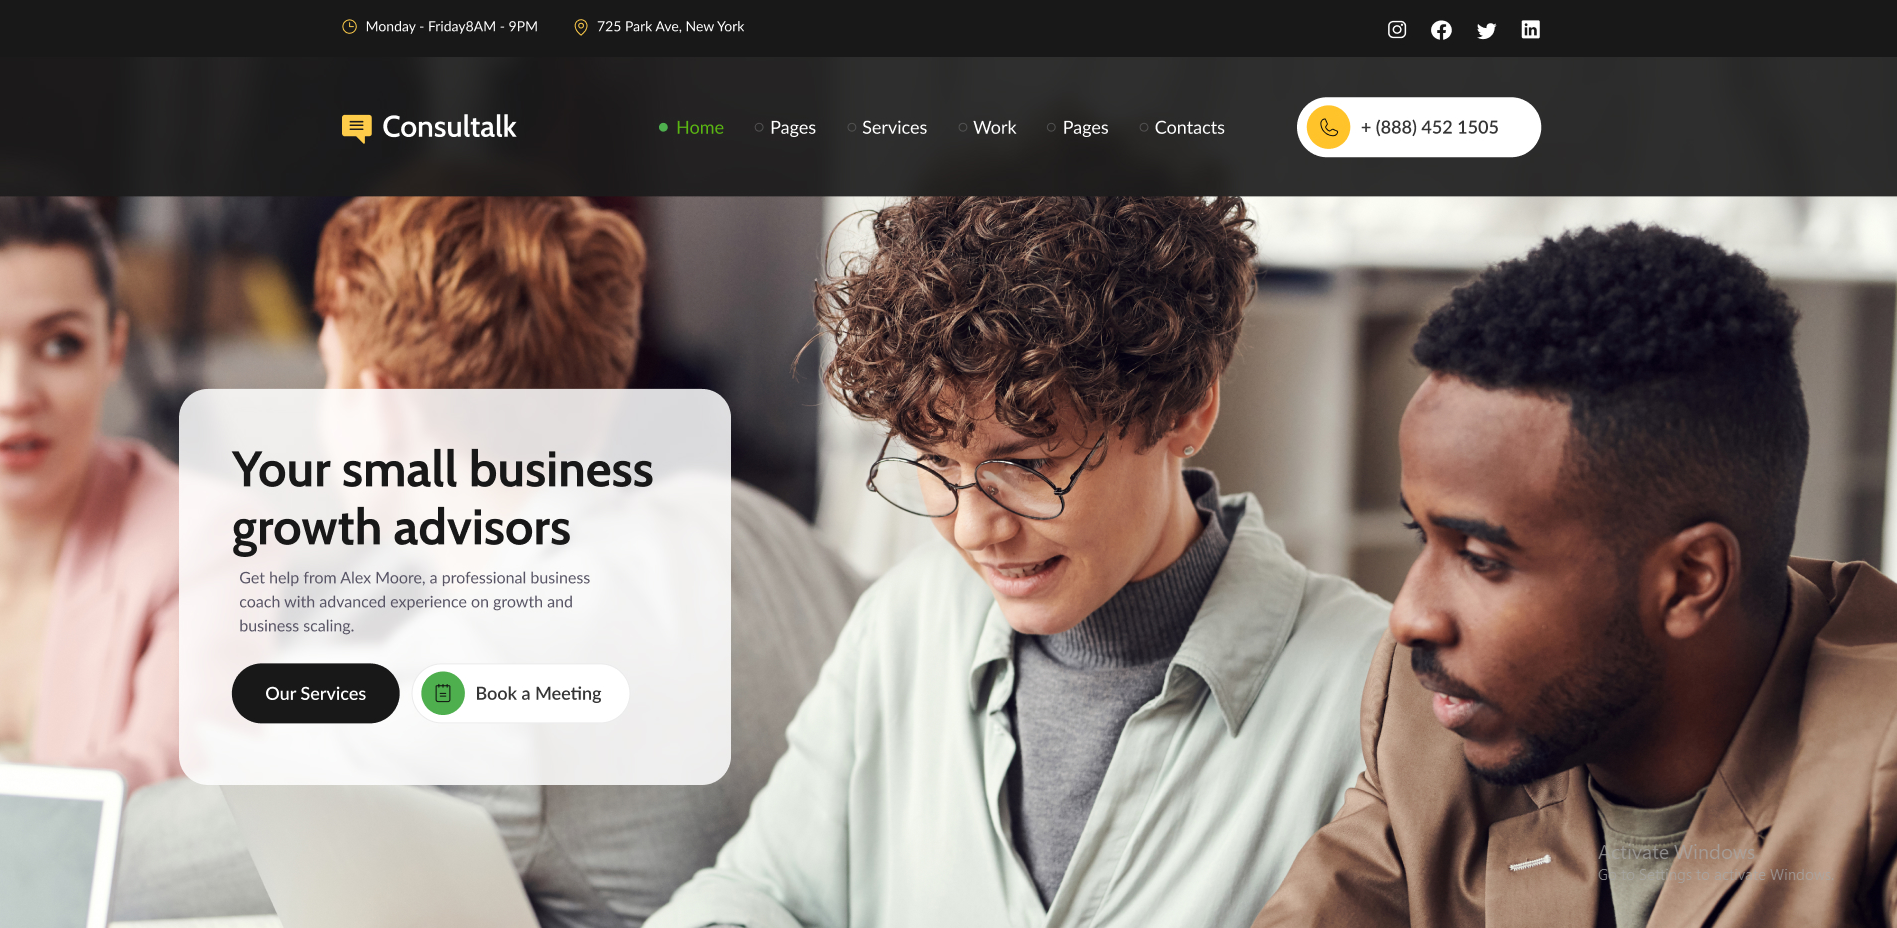 Monday - Friday8AM - 9PM
725 Park Ave, New York
Consultalk
Home
Pages
Services
Work
Pages
Contacts
+ (888) 452 1505
Your small business
growth advisors
Get help from Alex Moore, a professional business
coach with advanced experience on growth and
business scaling.
Our Services
Book a Meeting
Activate Windows
Go to Settings to activate Windows.